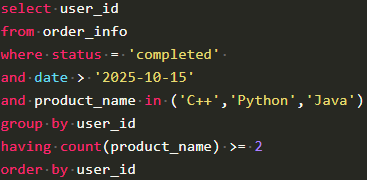 select user_id
from order_info
where status = 'completed'
and date > '2025-10-15'
and product_name in ('C++','Python','Java')
group by user_id
having count(product_name) >= 2
order by user_id